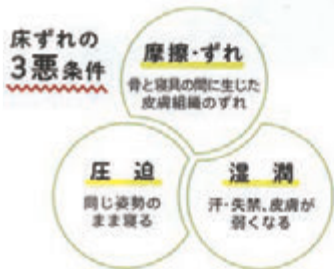 床ずれの
3悪条件
摩擦・ずれ
骨と寝具の間に生じた
皮膚組織のずれ
圧迫
同じ姿勢の
まま寝る
湿潤
汗・失禁、皮膚が
弱くなる